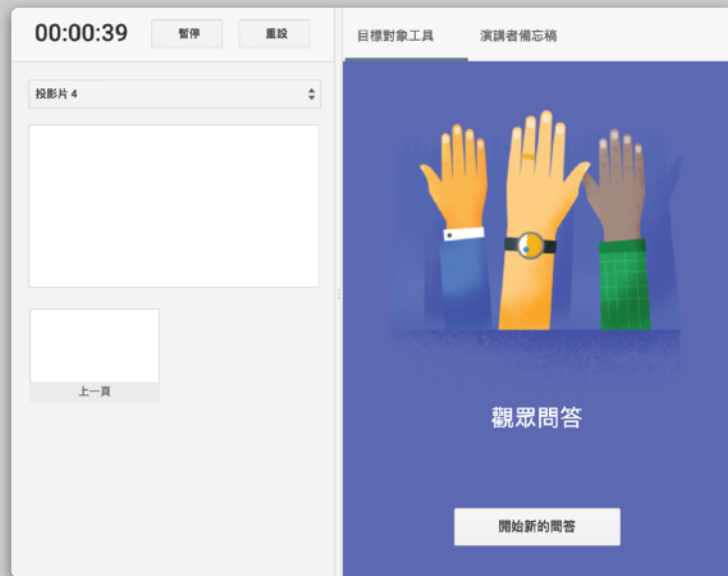 00:00:39
暫停
重設
投影片 4
上一頁
目標對象工具
演講者備忘稿
觀眾問答
開始新的問答